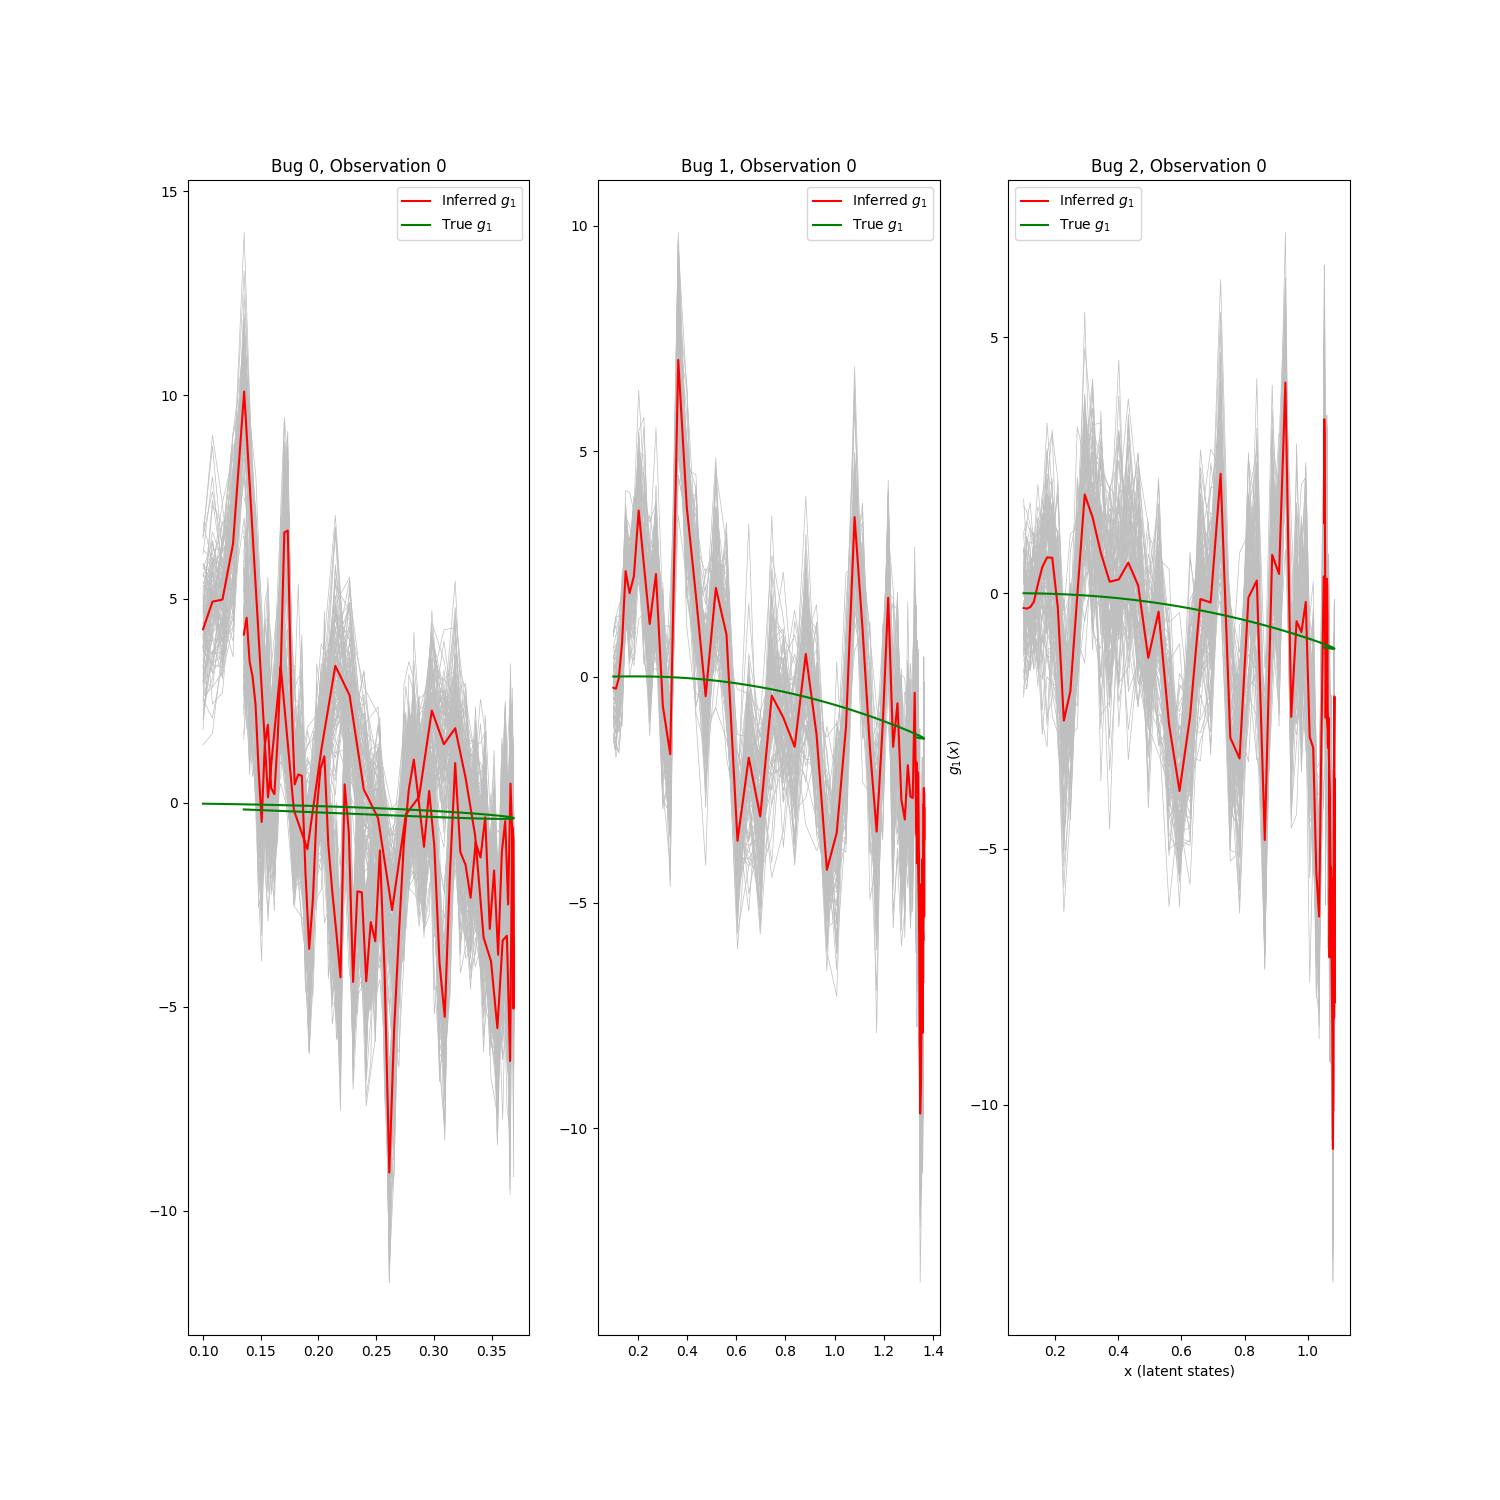 Bug 0, Observation 0
Inferred g₁
True g₁
15
10
5
0
−5
−10
0.10 0.15 0.20 0.25 0.30 0.35
Bug 1, Observation 0
Inferred g₁
True g₁
10
5
0
−5
−10
0.2 0.4 0.6 0.8 1.0 1.2 1.4
Bug 2, Observation 0
Inferred g₁
True g₁
g₁(x)
5
0
−5
−10
0.2 0.4 0.6 0.8 1.0
x (latent states)